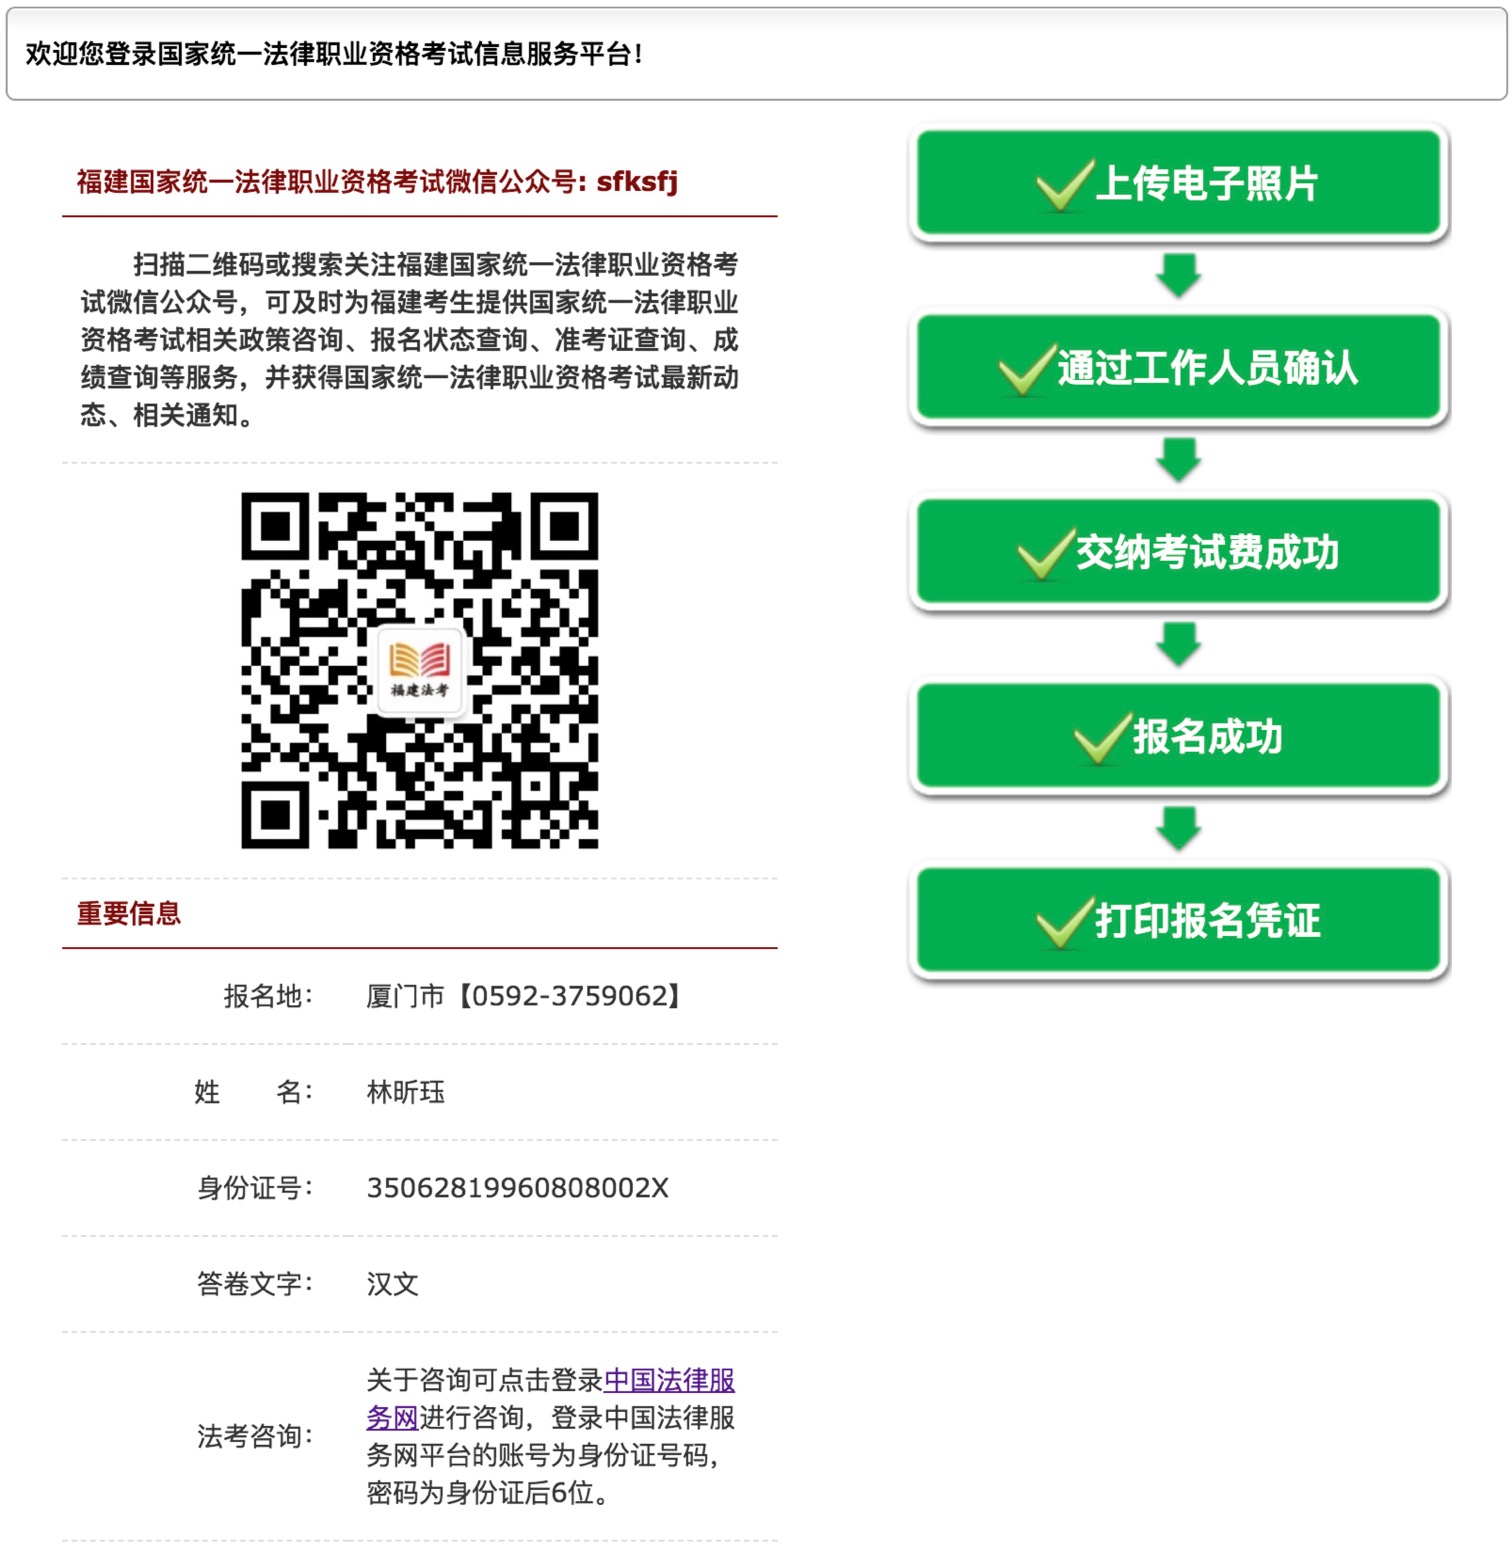 欢迎您登录国家统一法律职业资格考试信息服务平台!
福建国家统一法律职业资格考试微信公众号: sfksfj
扫描二维码或搜索关注福建国家统一法律职业资格考
试微信公众号，可及时为福建考生提供国家统一法律职业
资格考试相关政策咨询、报名状态查询、准考证查询、成
绩查询等服务，并获得国家统一法律职业资格考试最新动
态、相关通知。
福建法考
重要信息
报名地： 厦门市【0592-3759062】
姓 名： 林昕珏
身份证号： 35062819960808002X
答卷文字： 汉文
法考咨询： 关于咨询可点击登录中国法律服
务网进行咨询，登录中国法律服
务网平台的账号为身份证号码，
密码为身份证后6位。
上传电子照片
通过工作人员确认
交纳考试费成功
报名成功
打印报名凭证